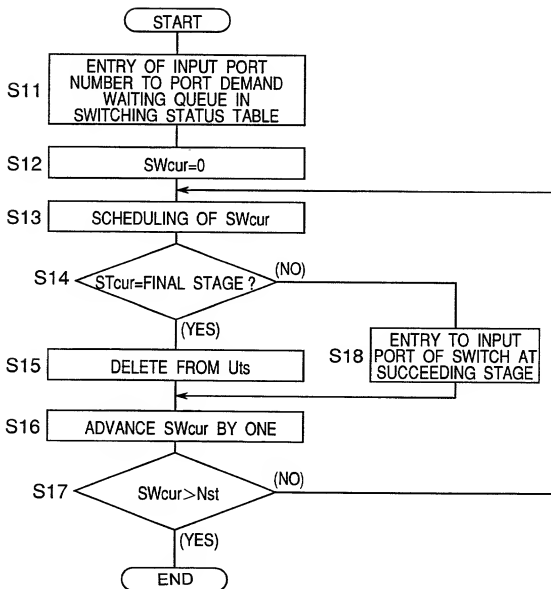 START
S11
ENTRY OF INPUT PORT
NUMBER TO PORT DEMAND
WAITING QUEUE IN
SWITCHING STATUS TABLE
S12
SWcur=0
S13
SCHEDULING OF SWcur
S14
STcur=FINAL STAGE ?
(NO)
(YES)
S15
DELETE FROM Uts
S18
ENTRY TO INPUT
PORT OF SWITCH AT
SUCCEEDING STAGE
S16
ADVANCE SWcur BY ONE
S17
SWcur>Nst
(NO)
(YES)
END